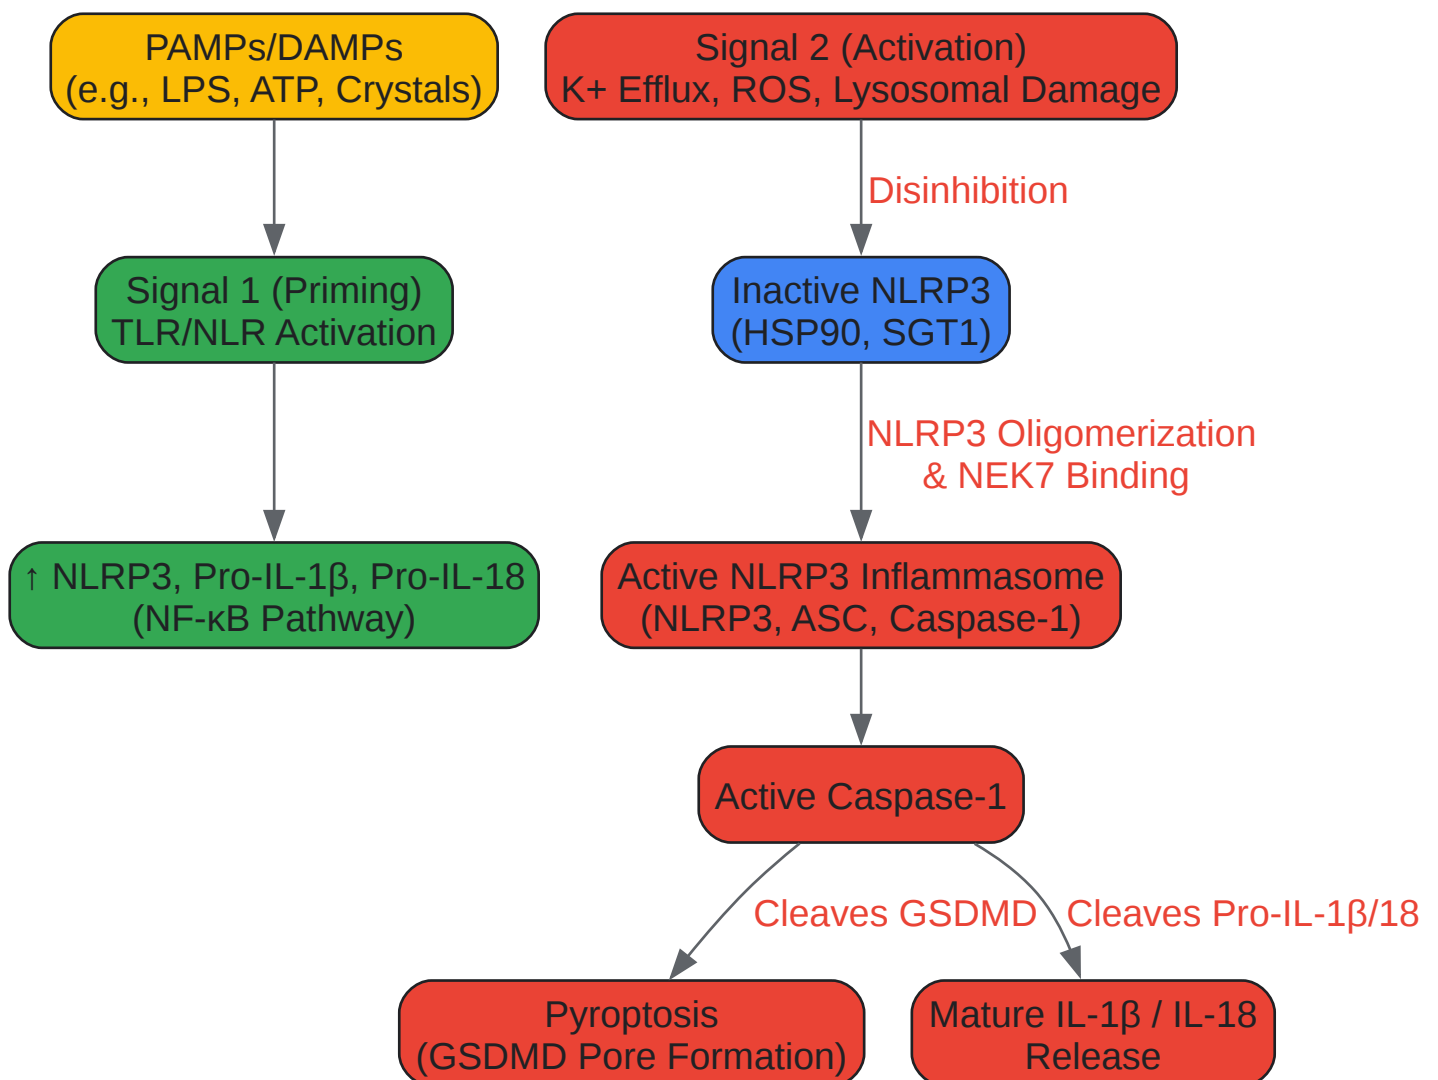 PAMPs/DAMPs
(e.g., LPS, ATP, Crystals)
Signal 2 (Activation)
K+ Efflux, ROS, Lysosomal Damage
Disinhibition
Signal 1 (Priming)
TLR/NLR Activation
Inactive NLRP3
(HSP90, SGT1)
NLRP3 Oligomerization
& NEK7 Binding
↑ NLRP3, Pro-IL-1β, Pro-IL-18
(NF-κB Pathway)
Active NLRP3 Inflammasome
(NLRP3, ASC, Caspase-1)
Active Caspase-1
Cleaves GSDMD
Cleaves Pro-IL-1β/18
Pyroptosis
(GSDMD Pore Formation)
Mature IL-1β / IL-18
Release